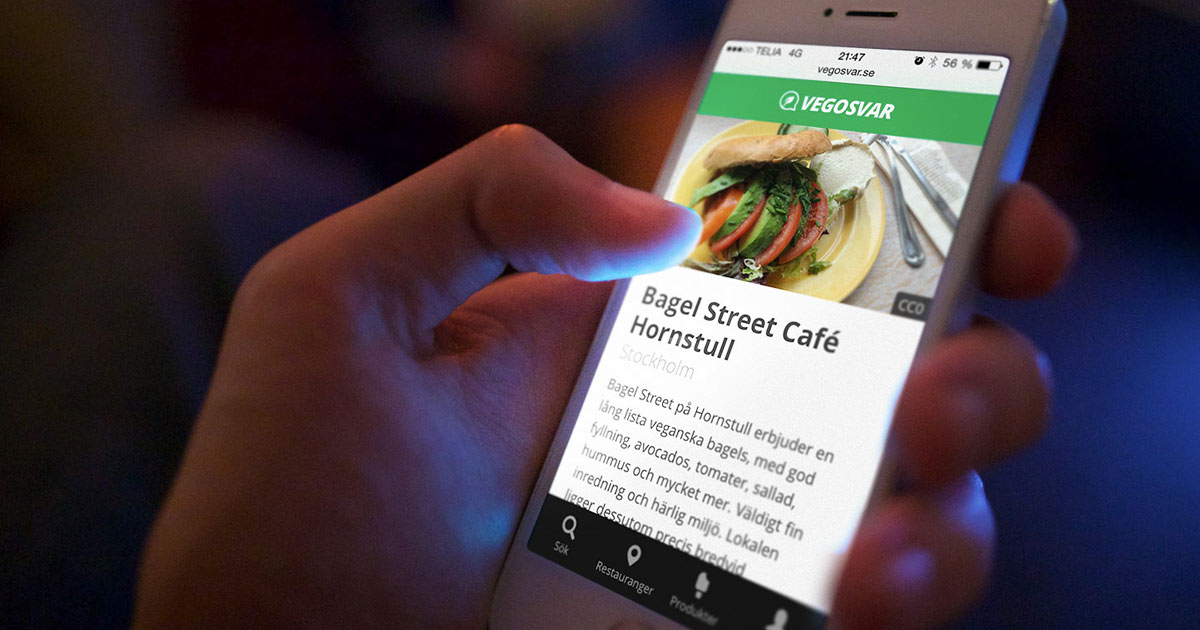 TELIA 4G 21:47 56 %
vegosvar.se
VEGOSVAR
CC0
Bagel Street Café
Hornstull
Stockholm
Bagel Street på Hornstull erbjuder en
lång lista veganska bagels, med god
fyllning, avocados, tomater, sallad,
hummus och mycket mer. Väldigt fin
inredning och härlig miljö. Lokalen
ligger dessutom precis bredvid
Sök
Restauranger
Produkter